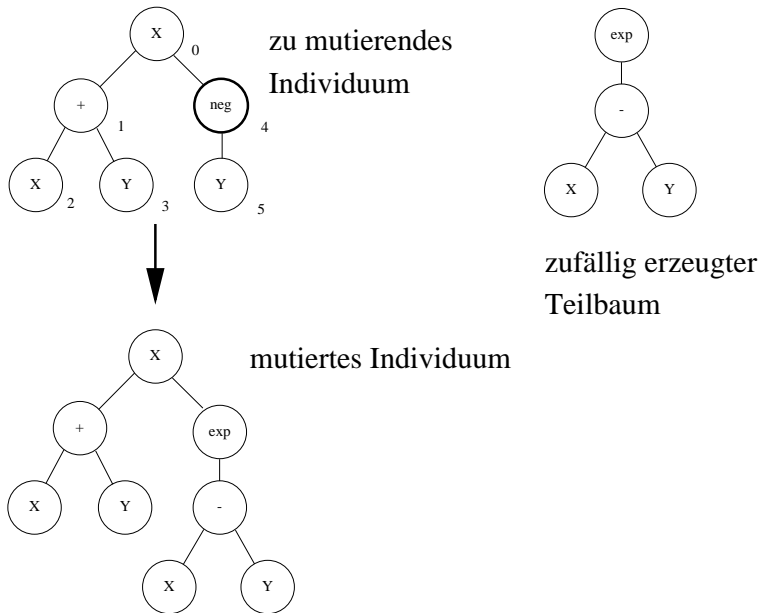 X
0
zu mutierendes
Individuum
exp
+
1
neg
4
-
X
2
Y
3
Y
5
X
Y
zufällig erzeugter
Teilbaum
X
mutiertes Individuum
+
exp
X
Y
-
X
Y